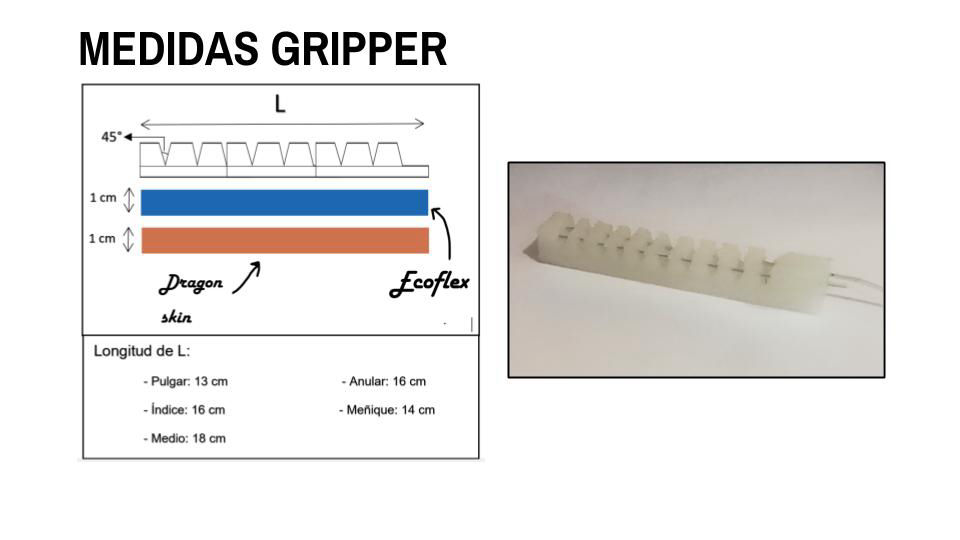 MEDIDAS GRIPPER
L
45°
1 cm
1 cm
Dragon
skin
Ecoflex
Longitud de L:
- Pulgar: 13 cm
- Anular: 16 cm
- Índice: 16 cm
- Meñique: 14 cm
- Medio: 18 cm